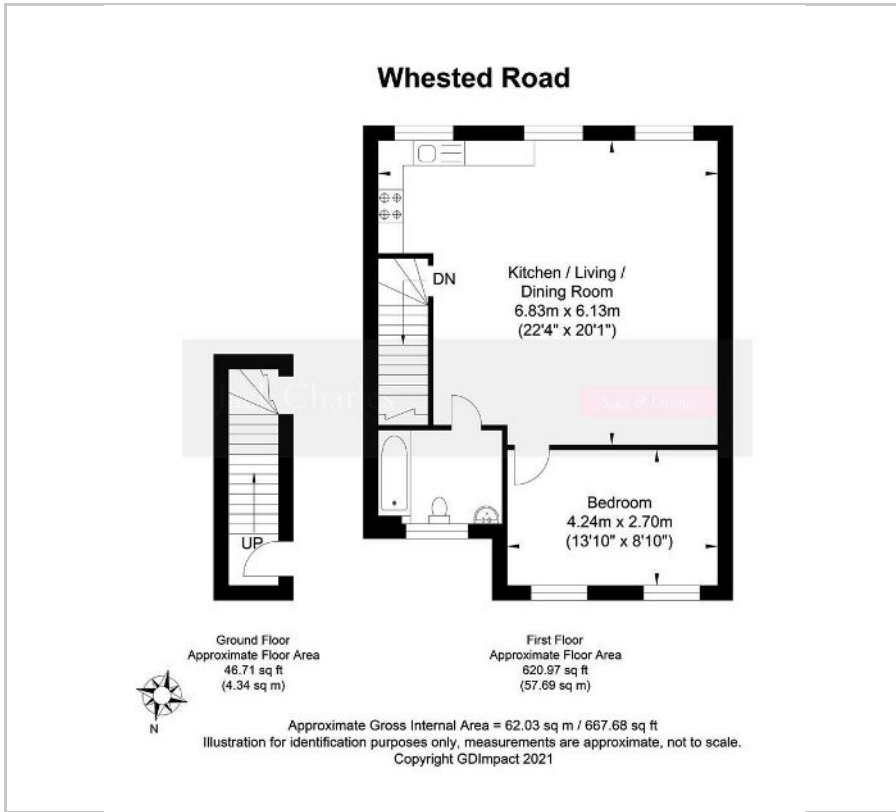 Whested Road
Kitchen / Living /
Dining Room
6.83m x 6.13m
(22'4" x 20'1")
DN
Bedroom
4.24m x 2.70m
(13'10" x 8'10")
UP
Ground Floor
Approximate Floor Area
46.71 sq ft
(4.34 sq m)
First Floor
Approximate Floor Area
620.97 sq ft
(57.69 sq m)
N
Approximate Gross Internal Area = 62.03 sq m / 667.68 sq ft
Illustration for identification purposes only, measurements are approximate, not to scale.
Copyright GDImpact 2021
Charles
Sales & Lettings